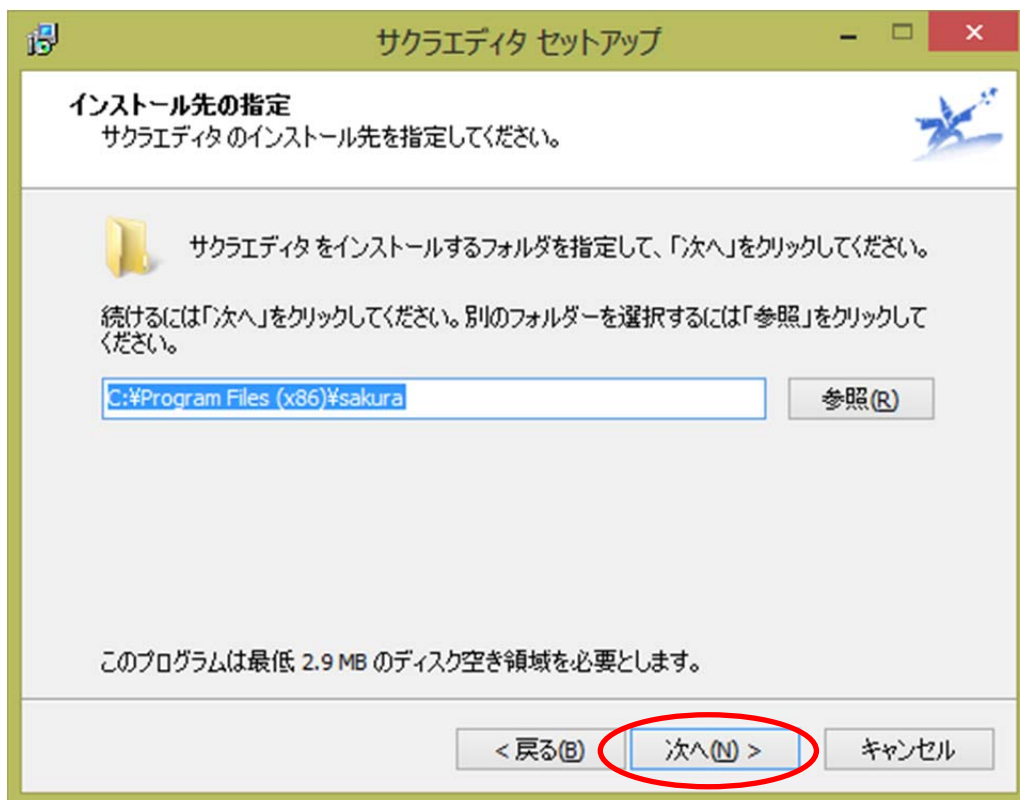 サクラエディタ セットアップ
インストール先の指定
サクラエディタ のインストール先を指定してください。
サクラエディタ をインストールするフォルダを指定して、「次へ」をクリックしてください。
続けるには「次へ」をクリックしてください。別のフォルダーを選択するには「参照」をクリックして
ください。
C:¥Program Files (x86)¥sakura
参照(R)
このプログラムは最低 2.9 MB のディスク空き領域を必要とします。
< 戻る(B)
次へ(N) >
キャンセル